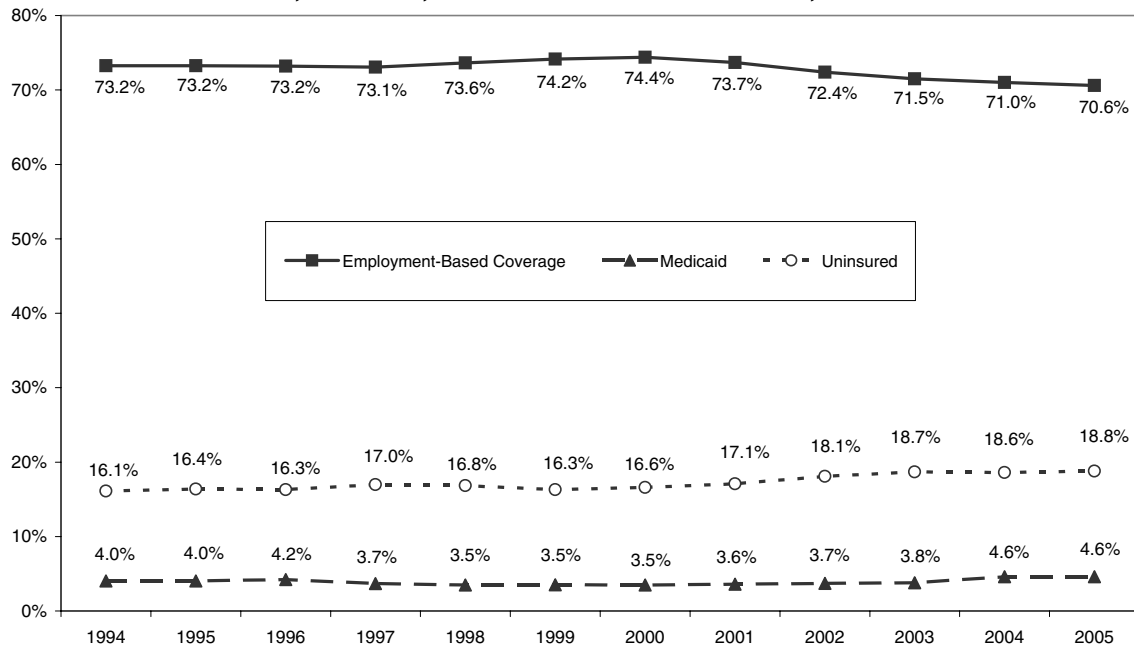 80%
73.2% 73.2% 73.2% 73.1% 73.6% 74.2% 74.4% 73.7% 72.4% 71.5% 71.0% 70.6%
70%
60%
50%
Employment-Based Coverage Medicaid Uninsured
40%
30%
20%
16.1% 16.4% 16.3% 17.0% 16.8% 16.3% 16.6% 17.1% 18.1% 18.7% 18.6% 18.8%
10%
4.0% 4.0% 4.2% 3.7% 3.5% 3.5% 3.5% 3.6% 3.7% 3.8% 4.6% 4.6%
0%
1994 1995 1996 1997 1998 1999 2000 2001 2002 2003 2004 2005